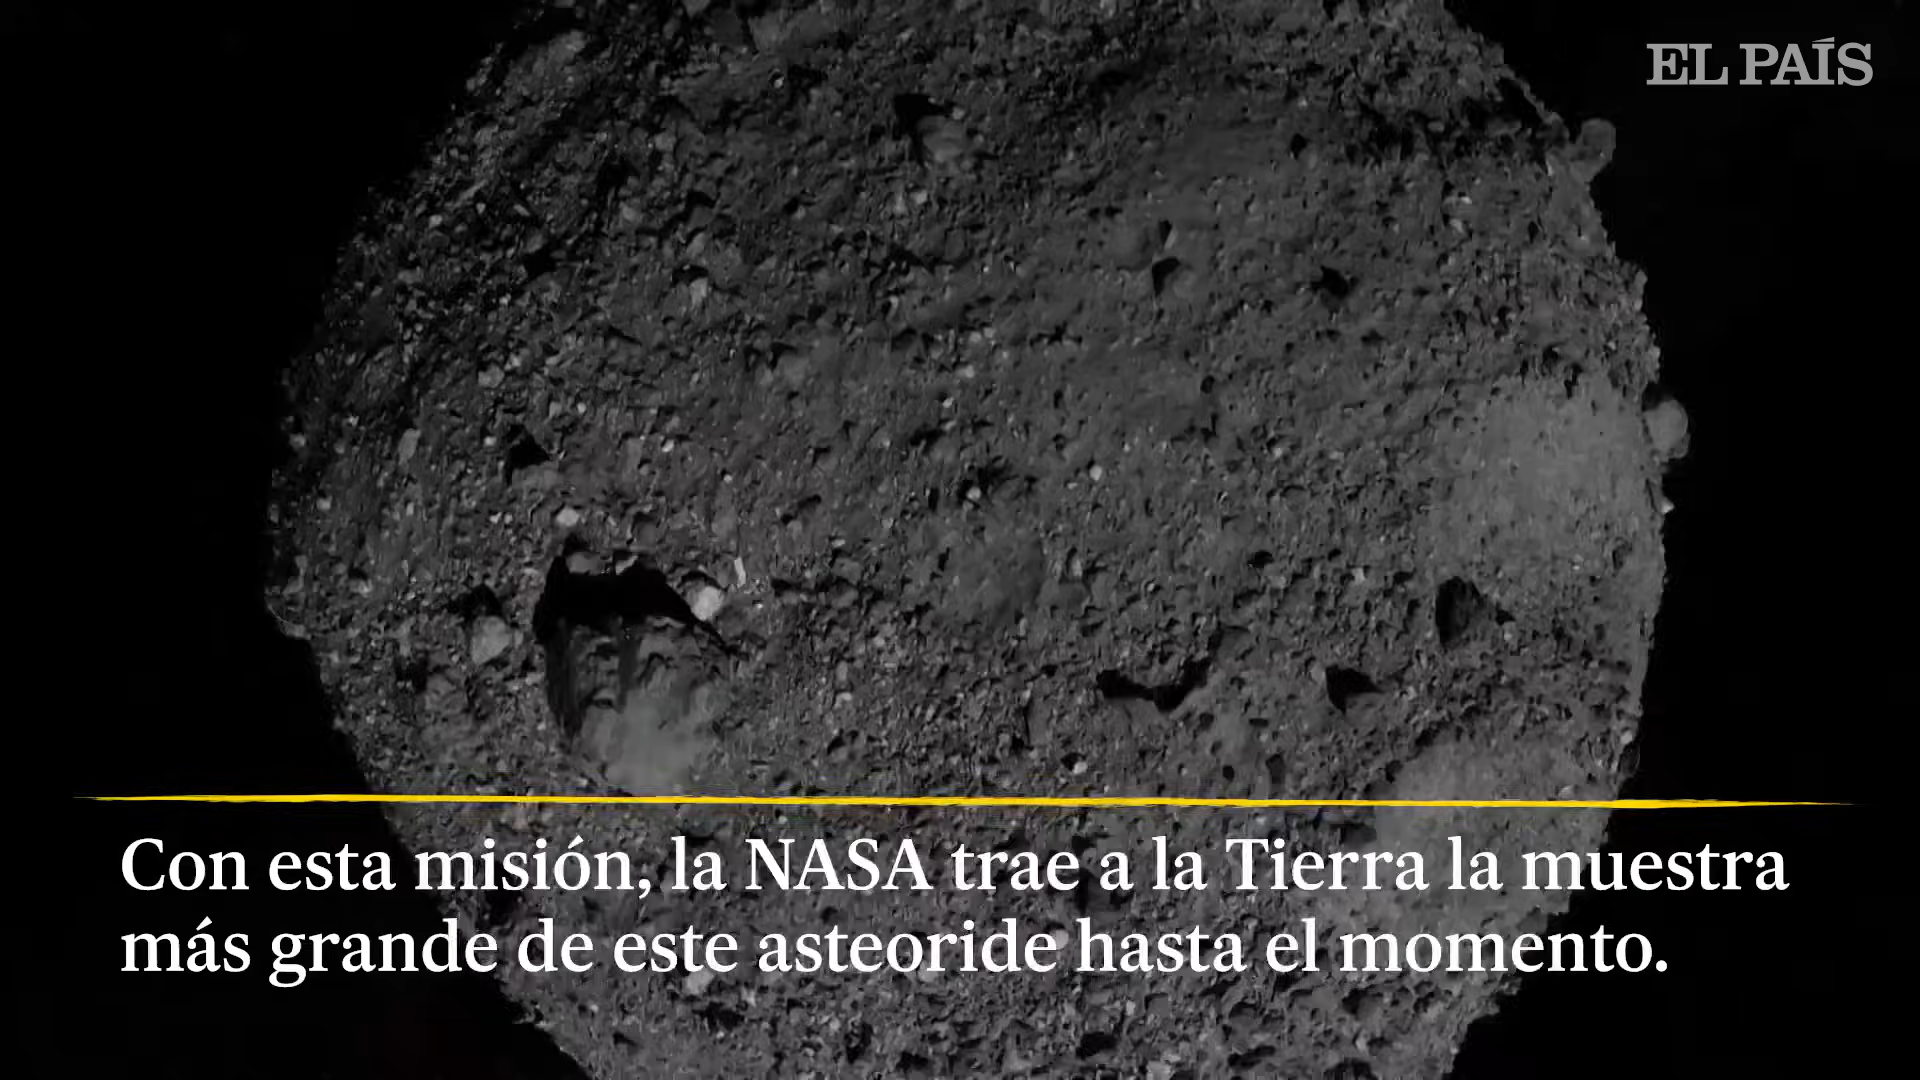 EL PAÍS
Con esta misión, la NASA trae a la Tierra la muestra
más grande de este asteoride hasta el momento.